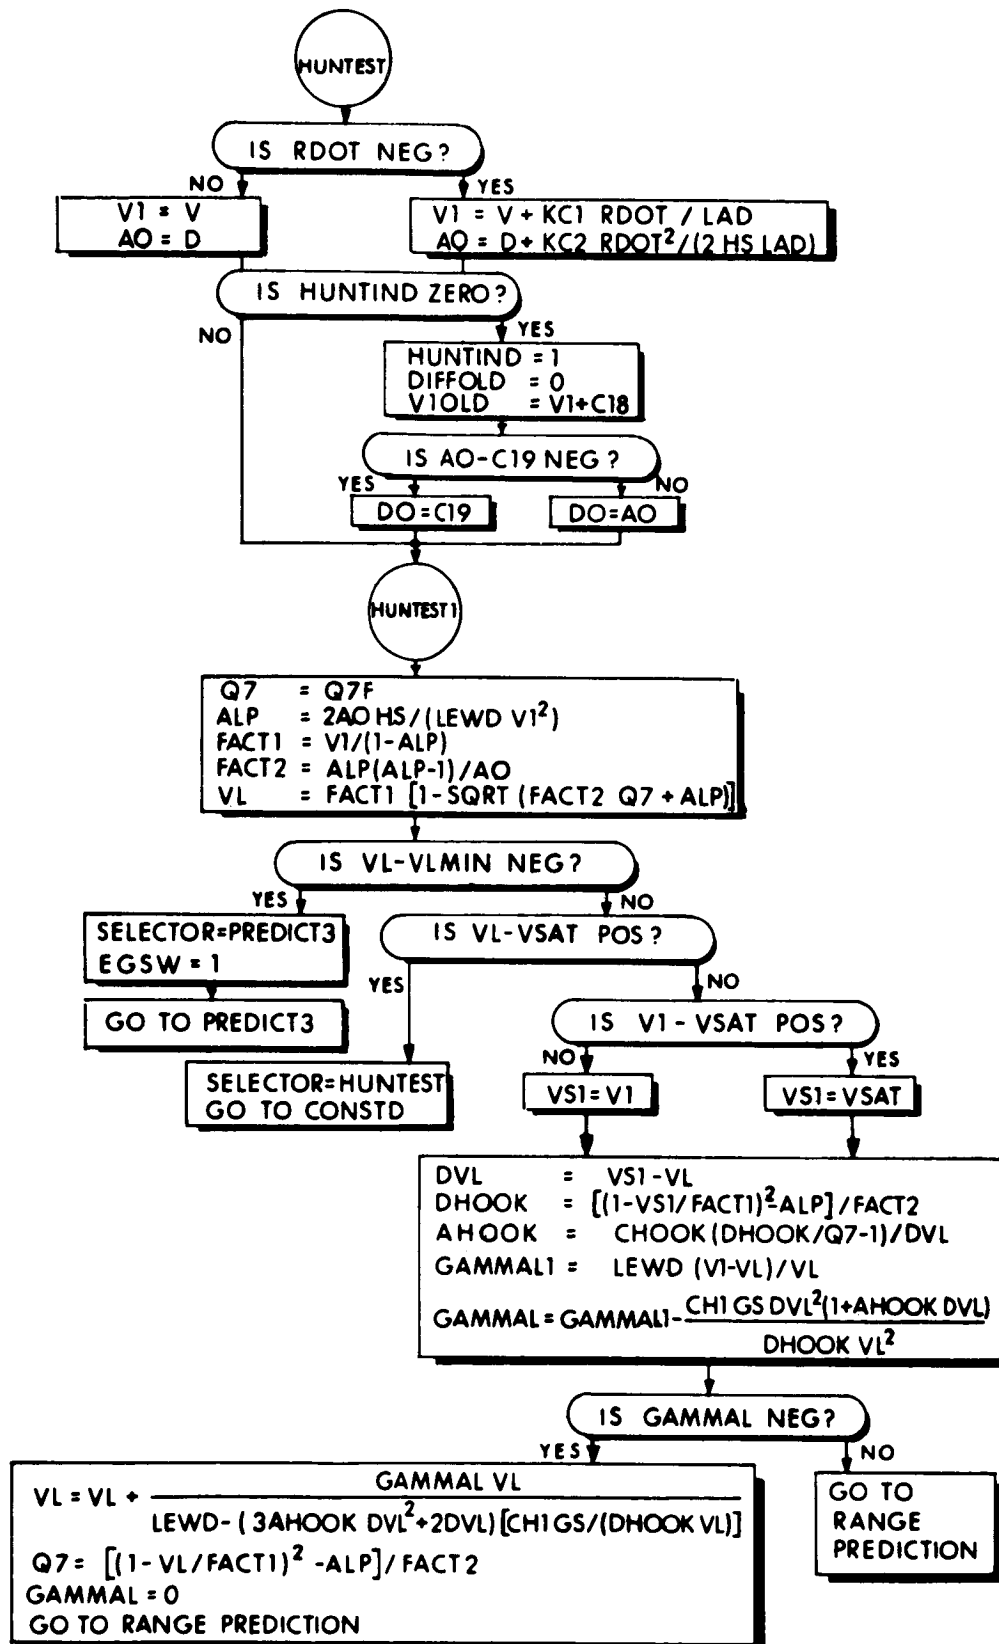 HUNTEST
IS RDOT NEG?
NO
YES
V1 = V
AO = D
V1 = V + KC1 RDOT / LAD
AO = D + KC2 RDOT²/(2 HS LAD)
IS HUNTIND ZERO?
NO
YES
HUNTIND = 1
DIFFOLD = 0
V1OLD = V1+C18
IS AO-C19 NEG?
YES
NO
DO=C19
DO=AO
HUNTEST1
Q7 = Q7F
ALP = 2AO HS/(LEWD V1²)
FACT1 = V1/(1-ALP)
FACT2 = ALP(ALP-1)/AO
VL = FACT1 [1-SQRT (FACT2 Q7 + ALP)]
IS VL-VLMIN NEG?
YES
NO
SELECTOR=PREDICT3
EGSW = 1
IS VL-VSAT POS?
YES
NO
GO TO PREDICT3
IS V1-VSAT POS?
SELECTOR=HUNTEST
GO TO CONSTD
NO
YES
VS1=V1
VS1=VSAT
DVL = VS1-VL
DHOOK = [(1-VS1/FACT1)²-ALP]/FACT2
AHOOK = CHOOK(DHOOK/Q7-1)/DVL
GAMMAL1 = LEWD (V1-VL)/VL
GAMMAL=GAMMAL1- CH1 GS DVL²(1+AHOOK DVL)
DHOOK VL²
IS GAMMAL NEG?
YES
NO
VL = VL + GAMMAL VL
LEWD-(3AHOOK DVL²+2DVL)[CH1GS/(DHOOK VL)]
Q7= [(1-VL/FACT1)² -ALP]/FACT2
GAMMAL = 0
GO TO RANGE PREDICTION
GO TO
RANGE
PREDICTION